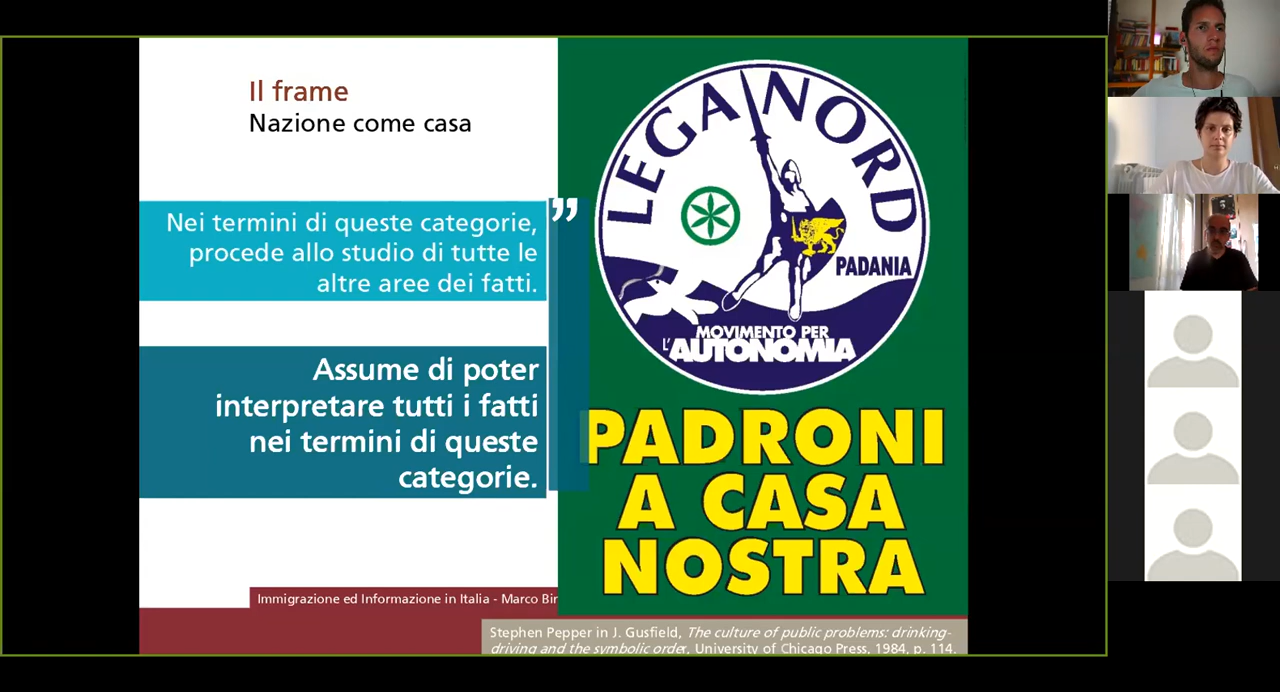 Il frame
Nazione come casa
”
Nei termini di queste categorie,
procede allo studio di tutte le
altre aree dei fatti.
Assume di poter
interpretare tutti i fatti
nei termini di queste
categorie.
LEGA NORD
PADANIA
MOVIMENTO PER
L'AUTONOMIA
PADRONI
A CASA
NOSTRA
Immigrazione ed Informazione in Italia - Marco Bir
Stephen Pepper in J. Gusfield, The culture of public problems: drinking-
driving and the symbolic order, University of Chicago Press, 1984, p. 114.